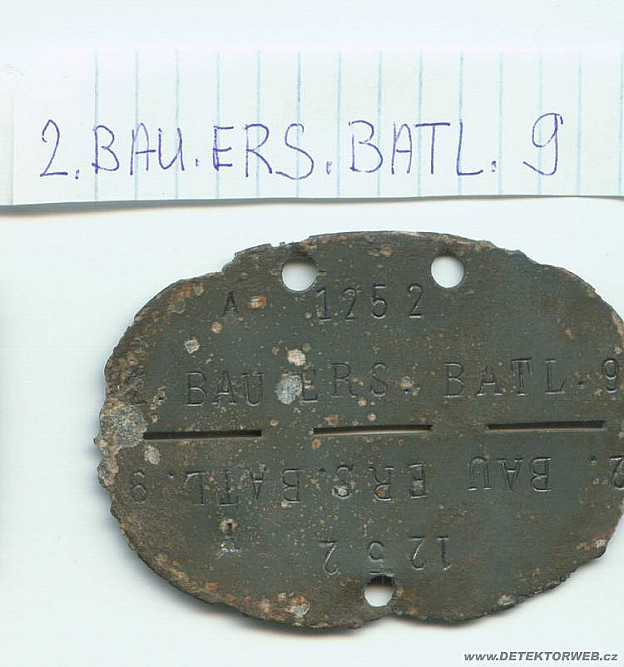 2.BAU.ERS.BATL. 9
A 1252
2.BAU ERS. BATL.9
2. BAU ERS.BATL.9
1252 A
www.DETEKTORWEB.cz